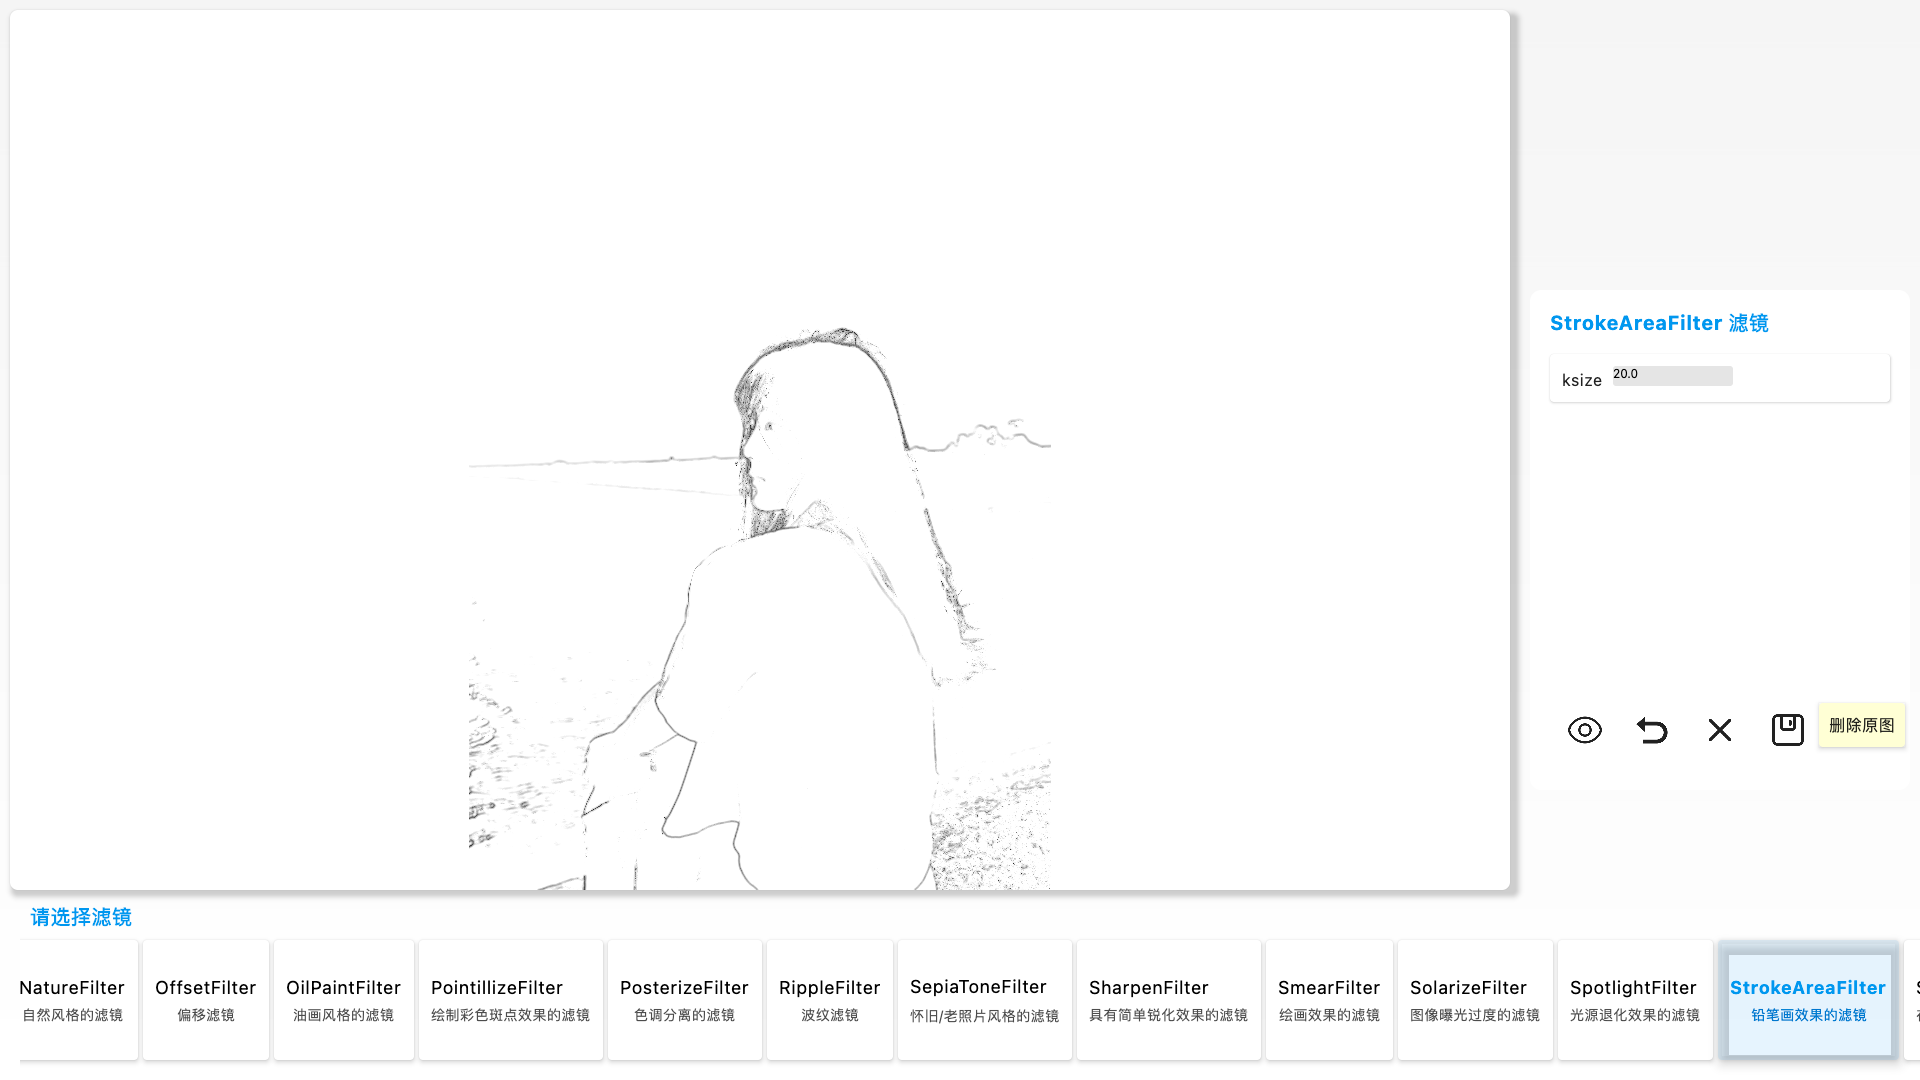 StrokeAreaFilter 滤镜
ksize 20.0
删除原图
请选择滤镜
NatureFilter
自然风格的滤镜
OffsetFilter
偏移滤镜
OilPaintFilter
油画风格的滤镜
PointillizeFilter
绘制彩色斑点效果的滤镜
PosterizeFilter
色调分离的滤镜
RippleFilter
波纹滤镜
SepiaToneFilter
怀旧/老照片风格的滤镜
SharpenFilter
具有简单锐化效果的滤镜
SmearFilter
绘画效果的滤镜
SolarizeFilter
图像曝光过度的滤镜
SpotlightFilter
光源退化效果的滤镜
StrokeAreaFilter
铅笔画效果的滤镜